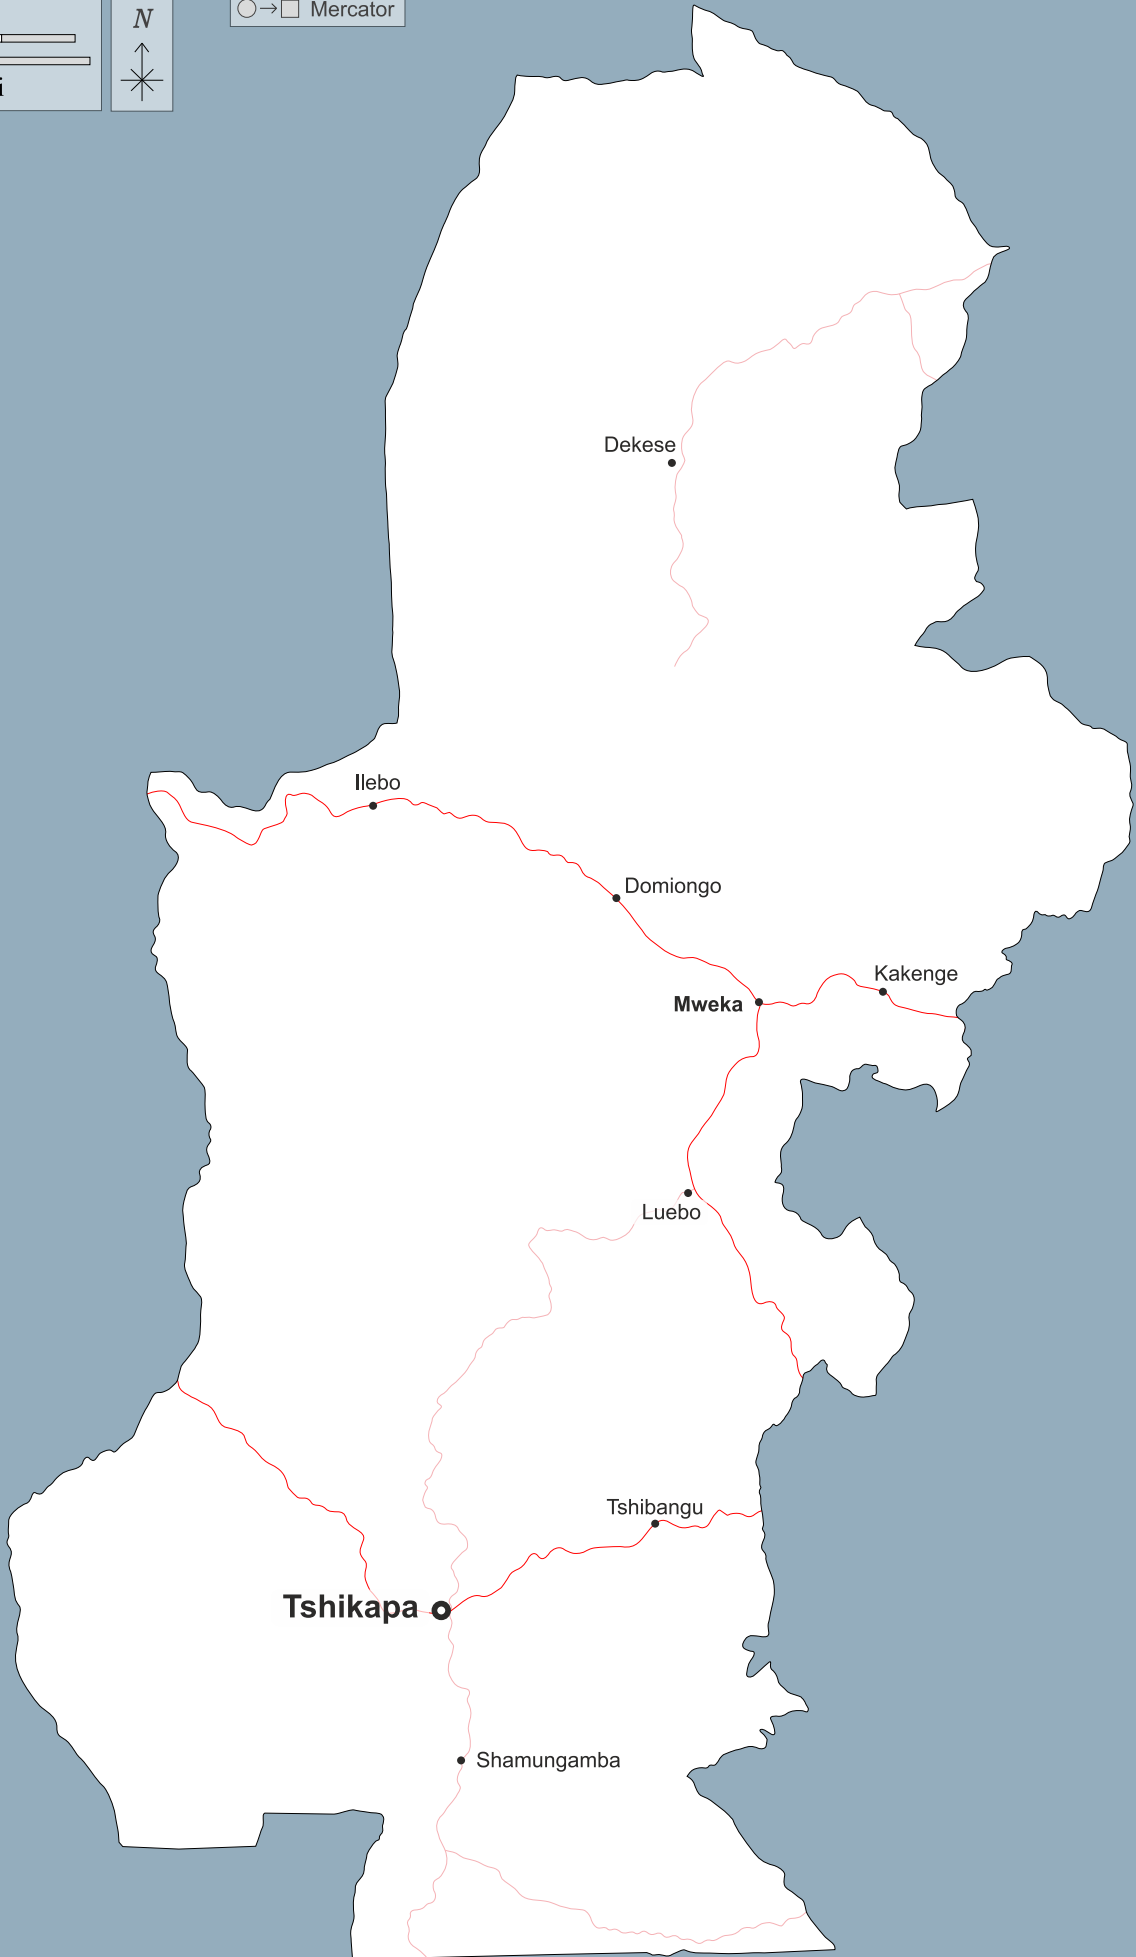 N
Mercator
i
Dekese
Ilebo
Domiongo
Kakenge
Mweka
Luebo
Tshibangu
Tshikapa
Shamungamba